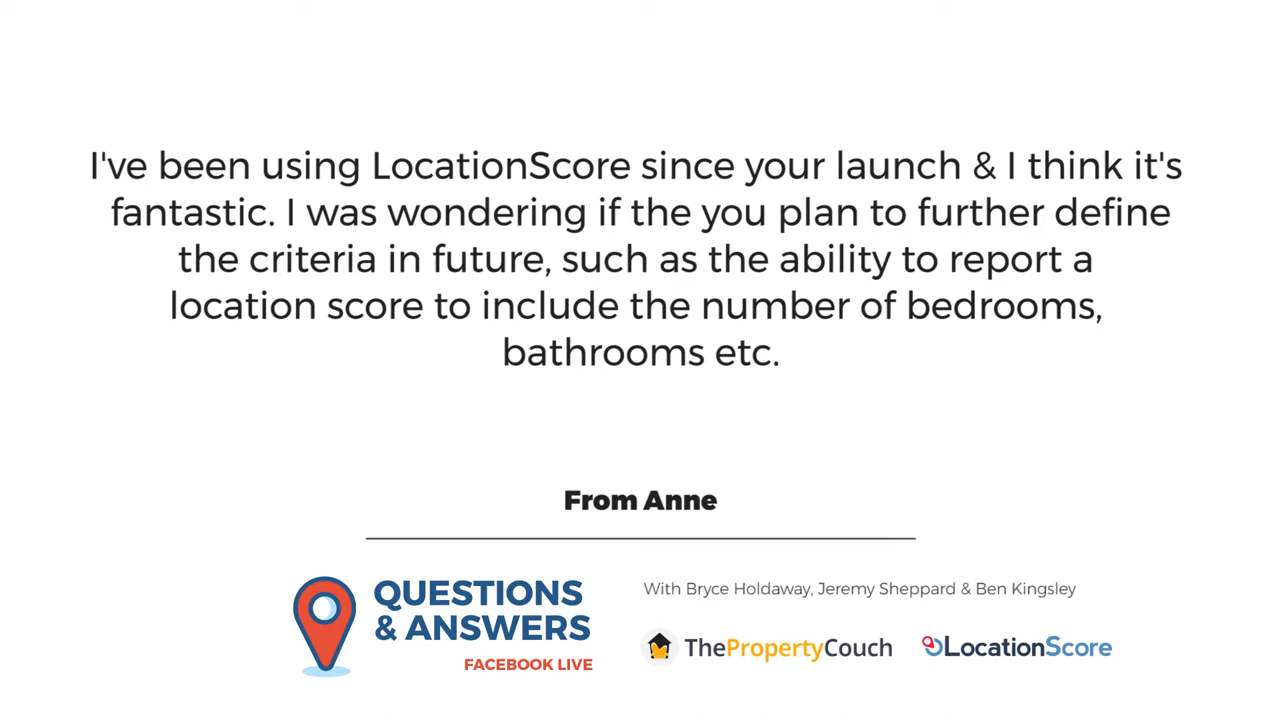 I've been using LocationScore since your launch & I think it's
fantastic. I was wondering if the you plan to further define
the criteria in future, such as the ability to report a
location score to include the number of bedrooms,
bathrooms etc.
From Anne
QUESTIONS
& ANSWERS
FACEBOOK LIVE
With Bryce Holdaway, Jeremy Sheppard & Ben Kingsley
ThePropertyCouch
LocationScore